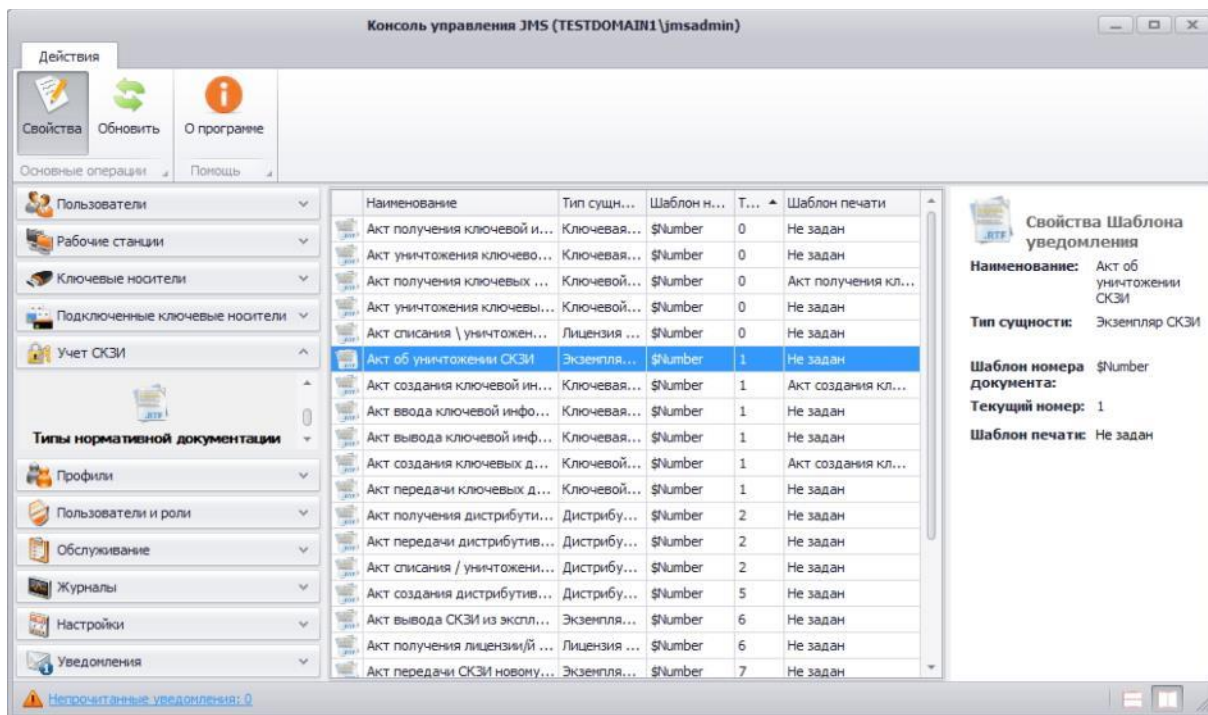 Консоль управления JMS (TESTDOMAIN1\jmsadmin)
Действия
Свойства Обновить О программе
Основные операции Помощь
Пользователи
Рабочие станции
Ключевые носители
Подключенные ключевые носители
Учет СКЗИ
.RTF
Типы нормативной документации
Профили
Пользователи и роли
Обслуживание
Журналы
Настройки
Уведомления
Наименование Тип сущн... Шаблон н... Т... Шаблон печати
Акт получения ключевой и... Ключевая... $Number 0 Не задан
Акт уничтожения ключево... Ключевая... $Number 0 Не задан
Акт получения ключевых ... Ключевой... $Number 0 Акт получения кл...
Акт уничтожения ключевы... Ключевой... $Number 0 Не задан
Акт списания \ уничтожен... Лицензия ... $Number 0 Не задан
Акт об уничтожении СКЗИ Экземпля... $Number 1 Не задан
Акт создания ключевой ин... Ключевая... $Number 1 Акт создания кл...
Акт ввода ключевой инфо... Ключевая... $Number 1 Не задан
Акт вывода ключевой инф... Ключевая... $Number 1 Не задан
Акт создания ключевых д... Ключевой... $Number 1 Акт создания кл...
Акт передачи ключевых д... Ключевой... $Number 1 Не задан
Акт получения дистрибути... Дистрибу... $Number 2 Не задан
Акт передачи дистрибутив... Дистрибу... $Number 2 Не задан
Акт списания / уничтожени... Дистрибу... $Number 2 Не задан
Акт создания дистрибутив... Дистрибу... $Number 5 Не задан
Акт вывода СКЗИ из экспл... Экземпля... $Number 6 Не задан
Акт получения лицензии/й ... Лицензия ... $Number 6 Не задан
Акт передачи СКЗИ новому... Экземпля... $Number 7 Не задан
.RTF
Свойства Шаблона
уведомления
Наименование: Акт об
уничтожении
СКЗИ
Тип сущности: Экземпляр СКЗИ
Шаблон номера $Number
документа:
Текущий номер: 1
Шаблон печати: Не задан
Непрочитанные уведомления: 0